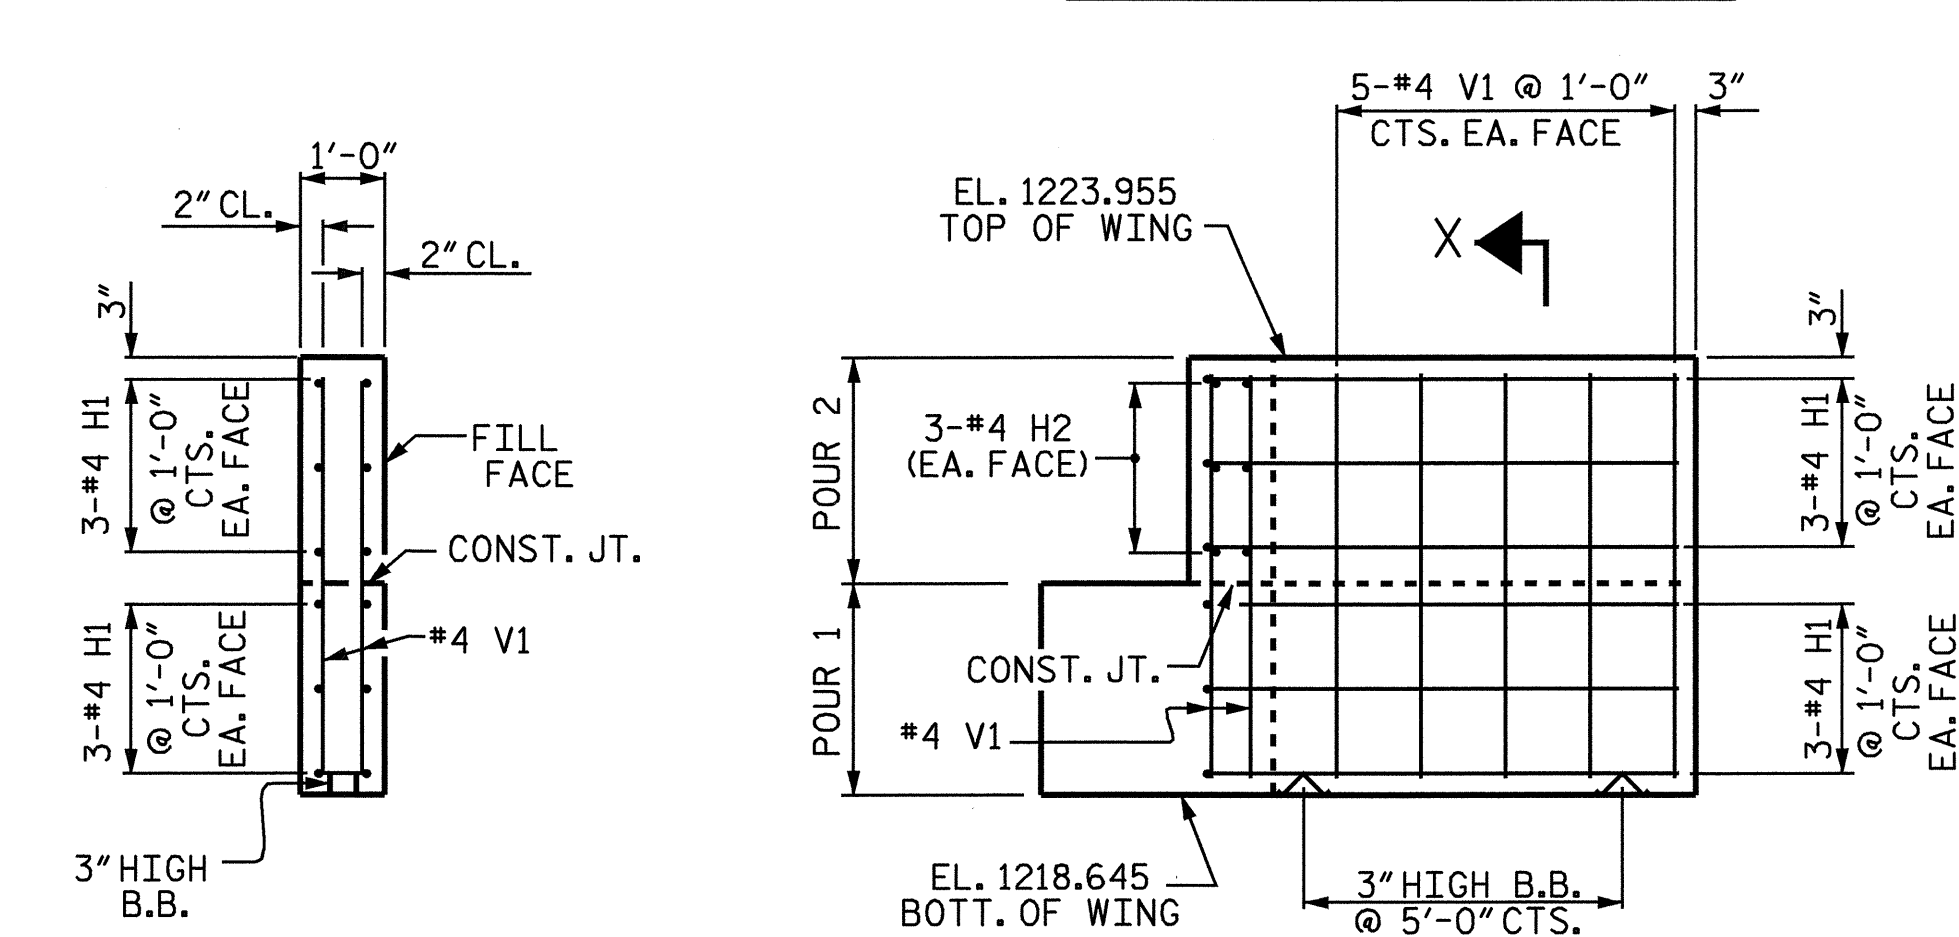 1'-0"
2" CL.
2" CL.
3"
3-#4 H1
@ 1'-0"
CTS.
EA. FACE
FILL
FACE
CONST. JT.
3-#4 H1
@ 1'-0"
CTS.
EA. FACE
#4 V1
3" HIGH
B.B.
5-#4 V1 @ 1'-0"
CTS. EA. FACE
3"
EL. 1223.955
TOP OF WING
X
3"
POUR 2
3-#4 H2
(EA. FACE)
3-#4 H1
@ 1'-0"
CTS.
EA. FACE
POUR 1
CONST. JT.
#4 V1
3-#4 H1
@ 1'-0"
CTS.
EA. FACE
EL. 1218.645
BOTT. OF WING
3" HIGH B.B.
@ 5'-0" CTS.